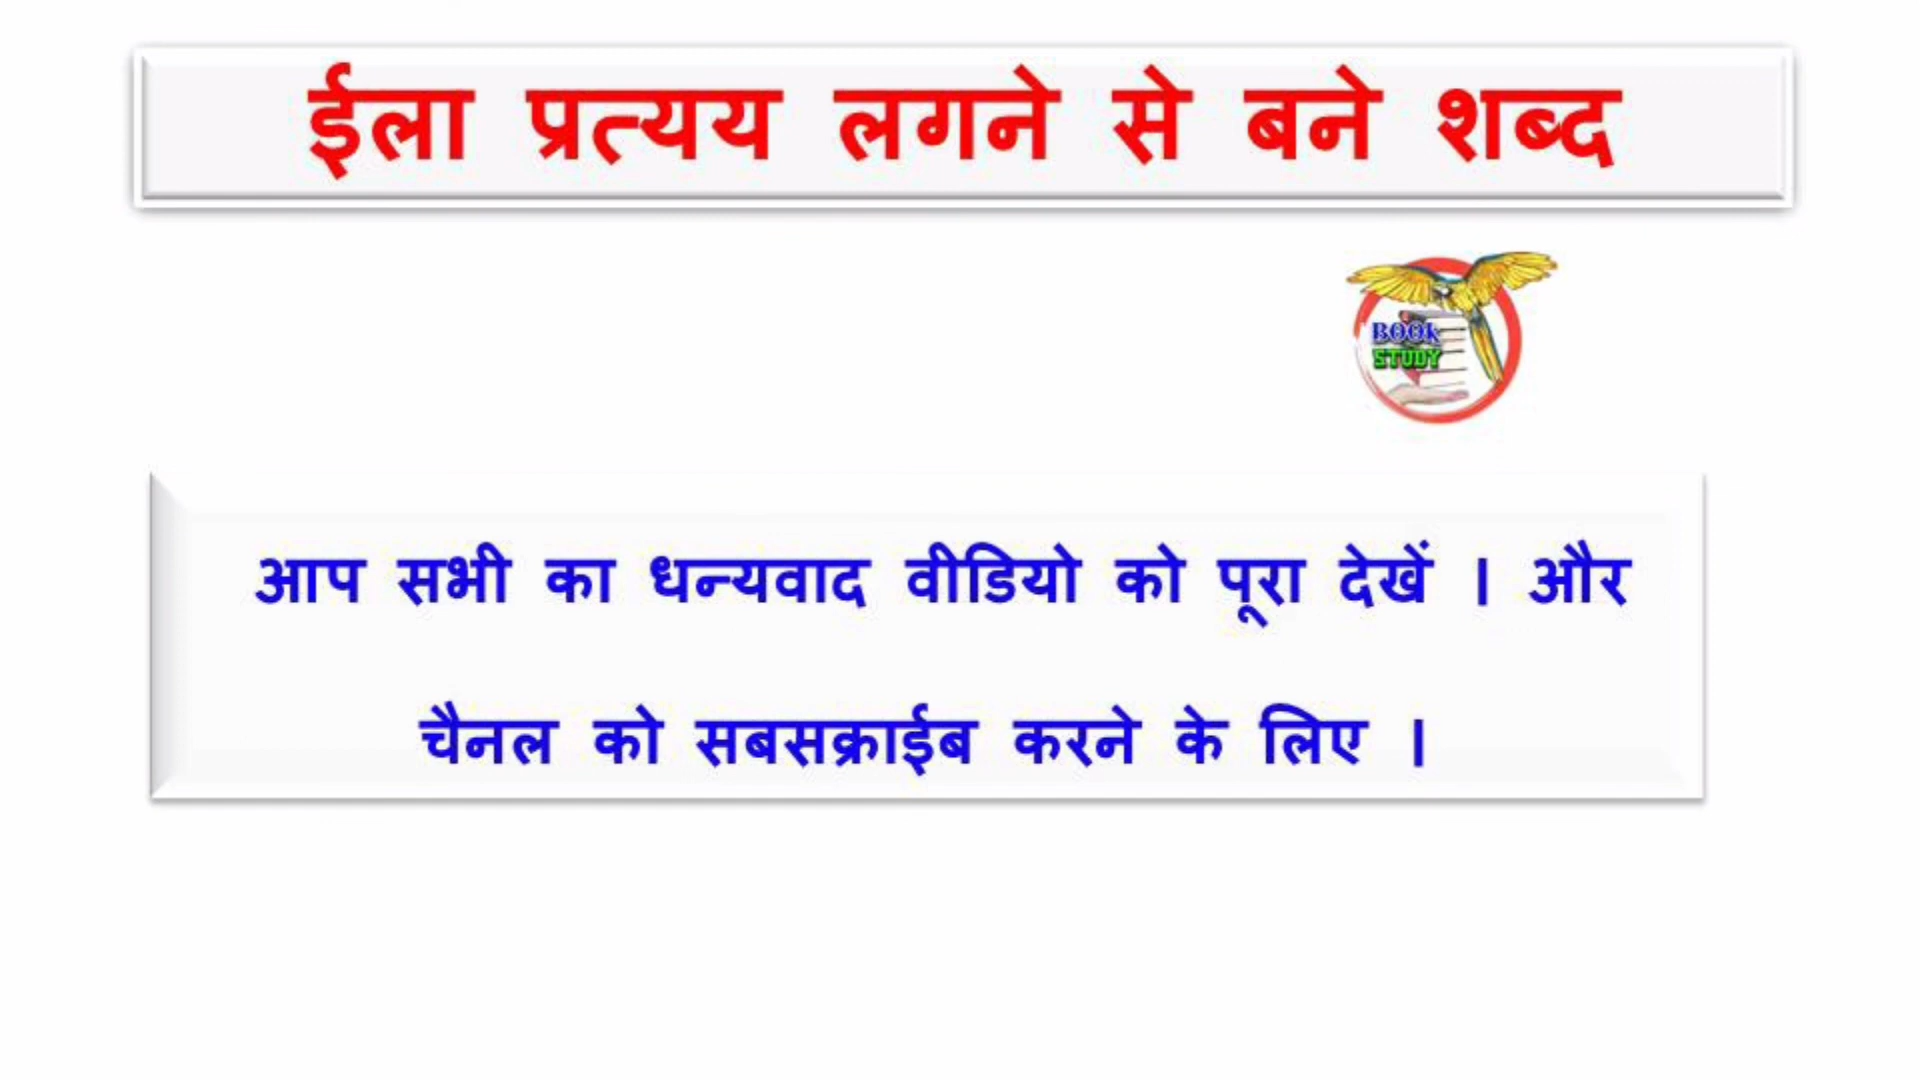 ईला प्रत्यय लगने से बने शब्द
BOOK
STUDY
आप सभी का धन्यवाद वीडियो को पूरा देखें । और
चैनल को सबसक्राईब करने के लिए ।